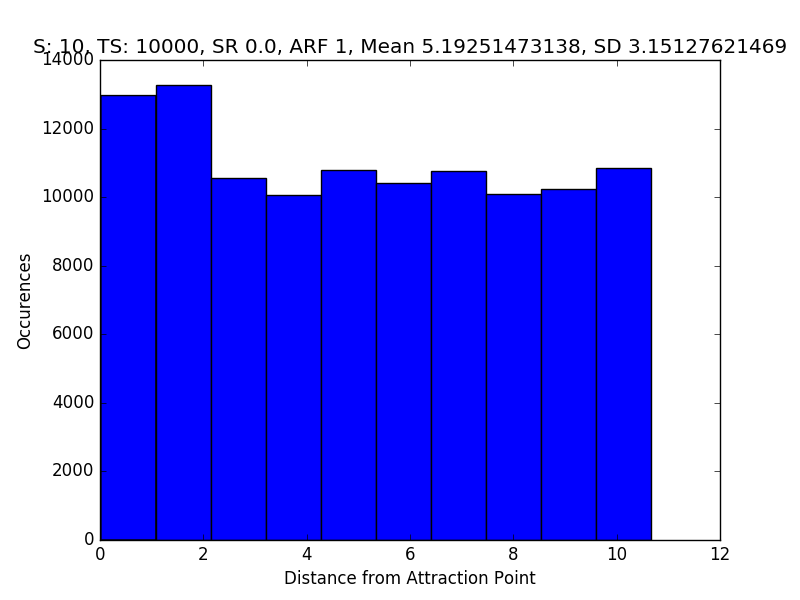 S: 10, TS: 10000, SR 0.0, ARF 1, Mean 5.19251473138, SD 3.15127621469
14000
12000
10000
8000
6000
4000
2000
0
Occurences
0 2 4 6 8 10 12
Distance from Attraction Point